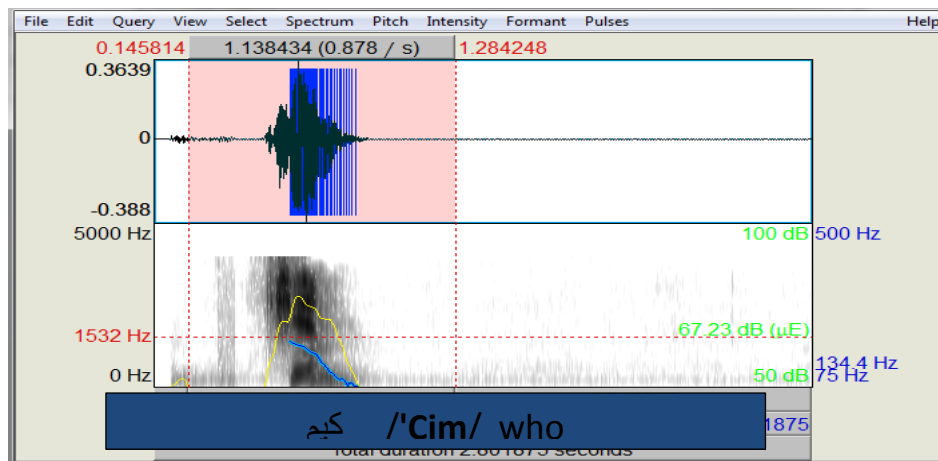 File Edit Query View Select Spectrum Pitch Intensity Formant Pulses Help
0.145814 1.138434 (0.878 / s) 1.284248
0.3639
0
-0.388
5000 Hz 100 dB 500 Hz
1532 Hz 67.23 dB (µE)
134.4 Hz
0 Hz 50 dB 75 Hz
کیم /'Cim/ who
1875
Total duration 2.801875 seconds